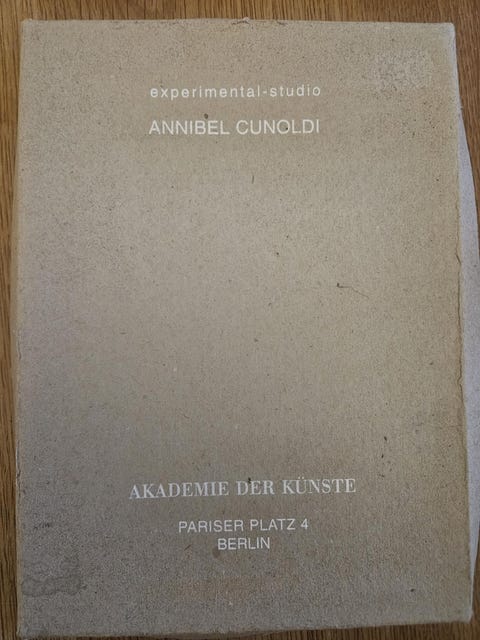 experimental-studio
ANNIBEL CUNOLDI
AKADEMIE DER KÜNSTE
PARISER PLATZ 4
BERLIN